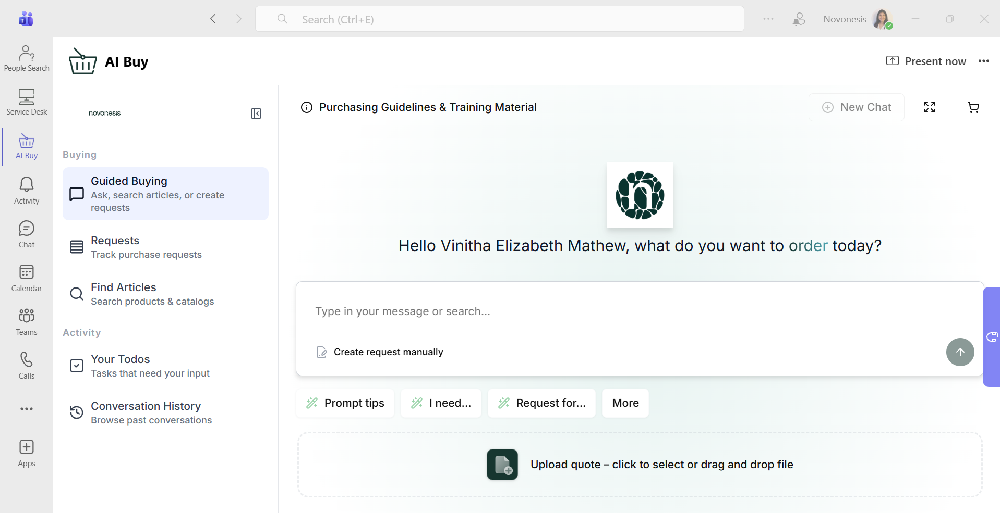 Search (Ctrl+E)
Novonesis
People Search
Service Desk
AI Buy
Activity
Chat
Calendar
Teams
Calls
Apps
AI Buy
Present now
novonesis
Buying
Guided Buying
Ask, search articles, or create
requests
Requests
Track purchase requests
Find Articles
Search products & catalogs
Activity
Your Todos
Tasks that need your input
Conversation History
Browse past conversations
Purchasing Guidelines & Training Material
New Chat
n
Hello Vinitha Elizabeth Mathew, what do you want to order today?
Type in your message or search...
Create request manually
Prompt tips
I need...
Request for...
More
Upload quote – click to select or drag and drop file